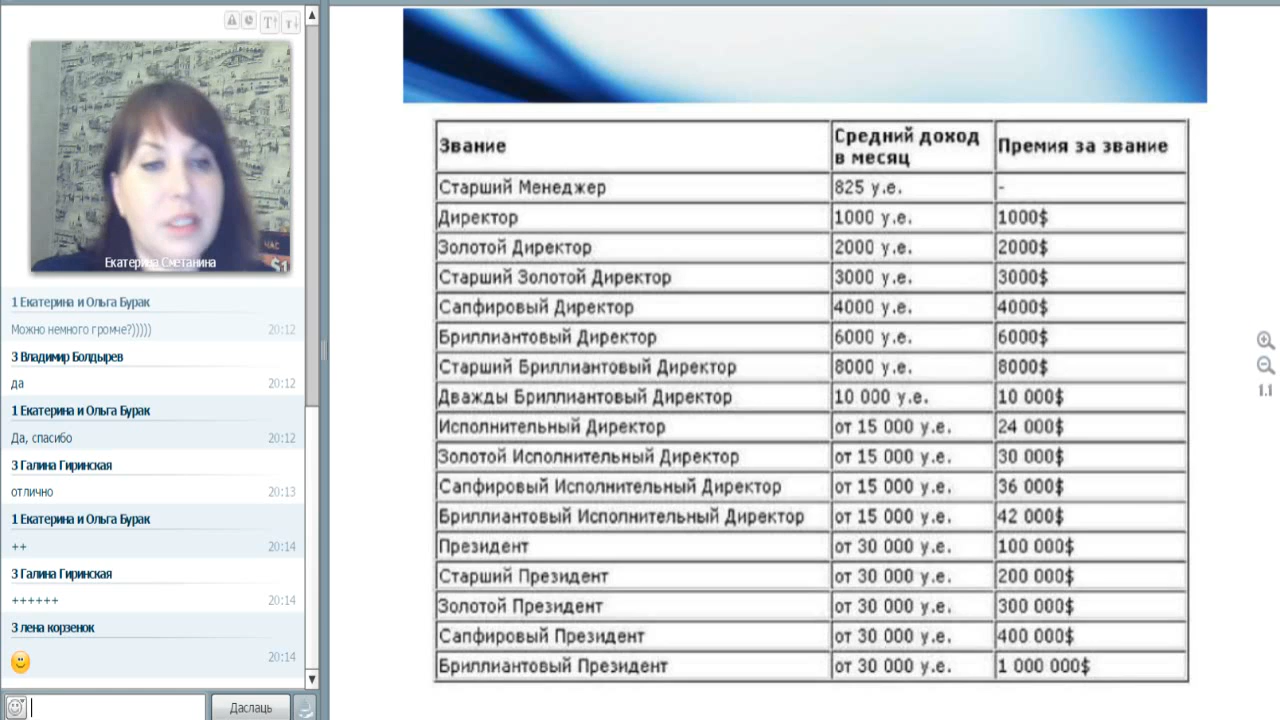 Екатерина Сметанина
1 Екатерина и Ольга Бурак
Можно немного громче?)))))
20:12
3 Владимир Болдырев
да
20:12
1 Екатерина и Ольга Бурак
Да, спасибо
20:12
3 Галина Гиринская
отлично
20:13
1 Екатерина и Ольга Бурак
++
20:14
3 Галина Гиринская
++++++
20:14
3 лена корзенок
20:14
Даслаць
Звание
Средний доход
в месяц
Премия за звание
Старший Менеджер 825 у.е. -
Директор 1000 у.е. 1000$
Золотой Директор 2000 у.е. 2000$
Старший Золотой Директор 3000 у.е. 3000$
Сапфировый Директор 4000 у.е. 4000$
Бриллиантовый Директор 6000 у.е. 6000$
Старший Бриллиантовый Директор 8000 у.е. 8000$
Дважды Бриллиантовый Директор 10 000 у.е. 10 000$
Исполнительный Директор от 15 000 у.е. 24 000$
Золотой Исполнительный Директор от 15 000 у.е. 30 000$
Сапфировый Исполнительный Директор от 15 000 у.е. 36 000$
Бриллиантовый Исполнительный Директор от 15 000 у.е. 42 000$
Президент от 30 000 у.е. 100 000$
Старший Президент от 30 000 у.е. 200 000$
Золотой Президент от 30 000 у.е. 300 000$
Сапфировый Президент от 30 000 у.е. 400 000$
Бриллиантовый Президент от 30 000 у.е. 1 000 000$
1.1